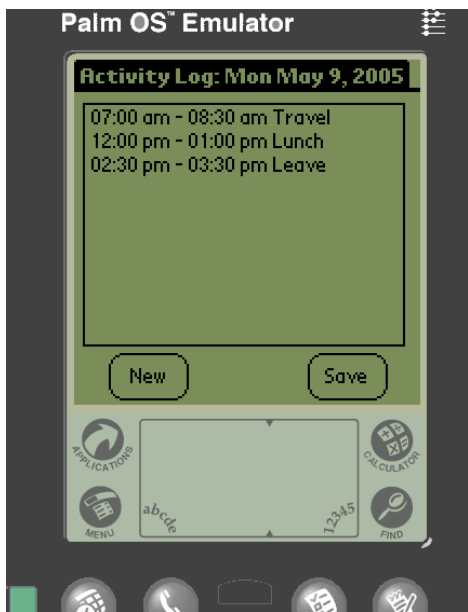 Palm OS™ Emulator
Activity Log: Mon May 9, 2005
07:00 am - 08:30 am Travel
12:00 pm - 01:00 pm Lunch
02:30 pm - 03:30 pm Leave
New Save
APPLICATIONS
CALCULATOR
abcde
12345
MENU
FIND